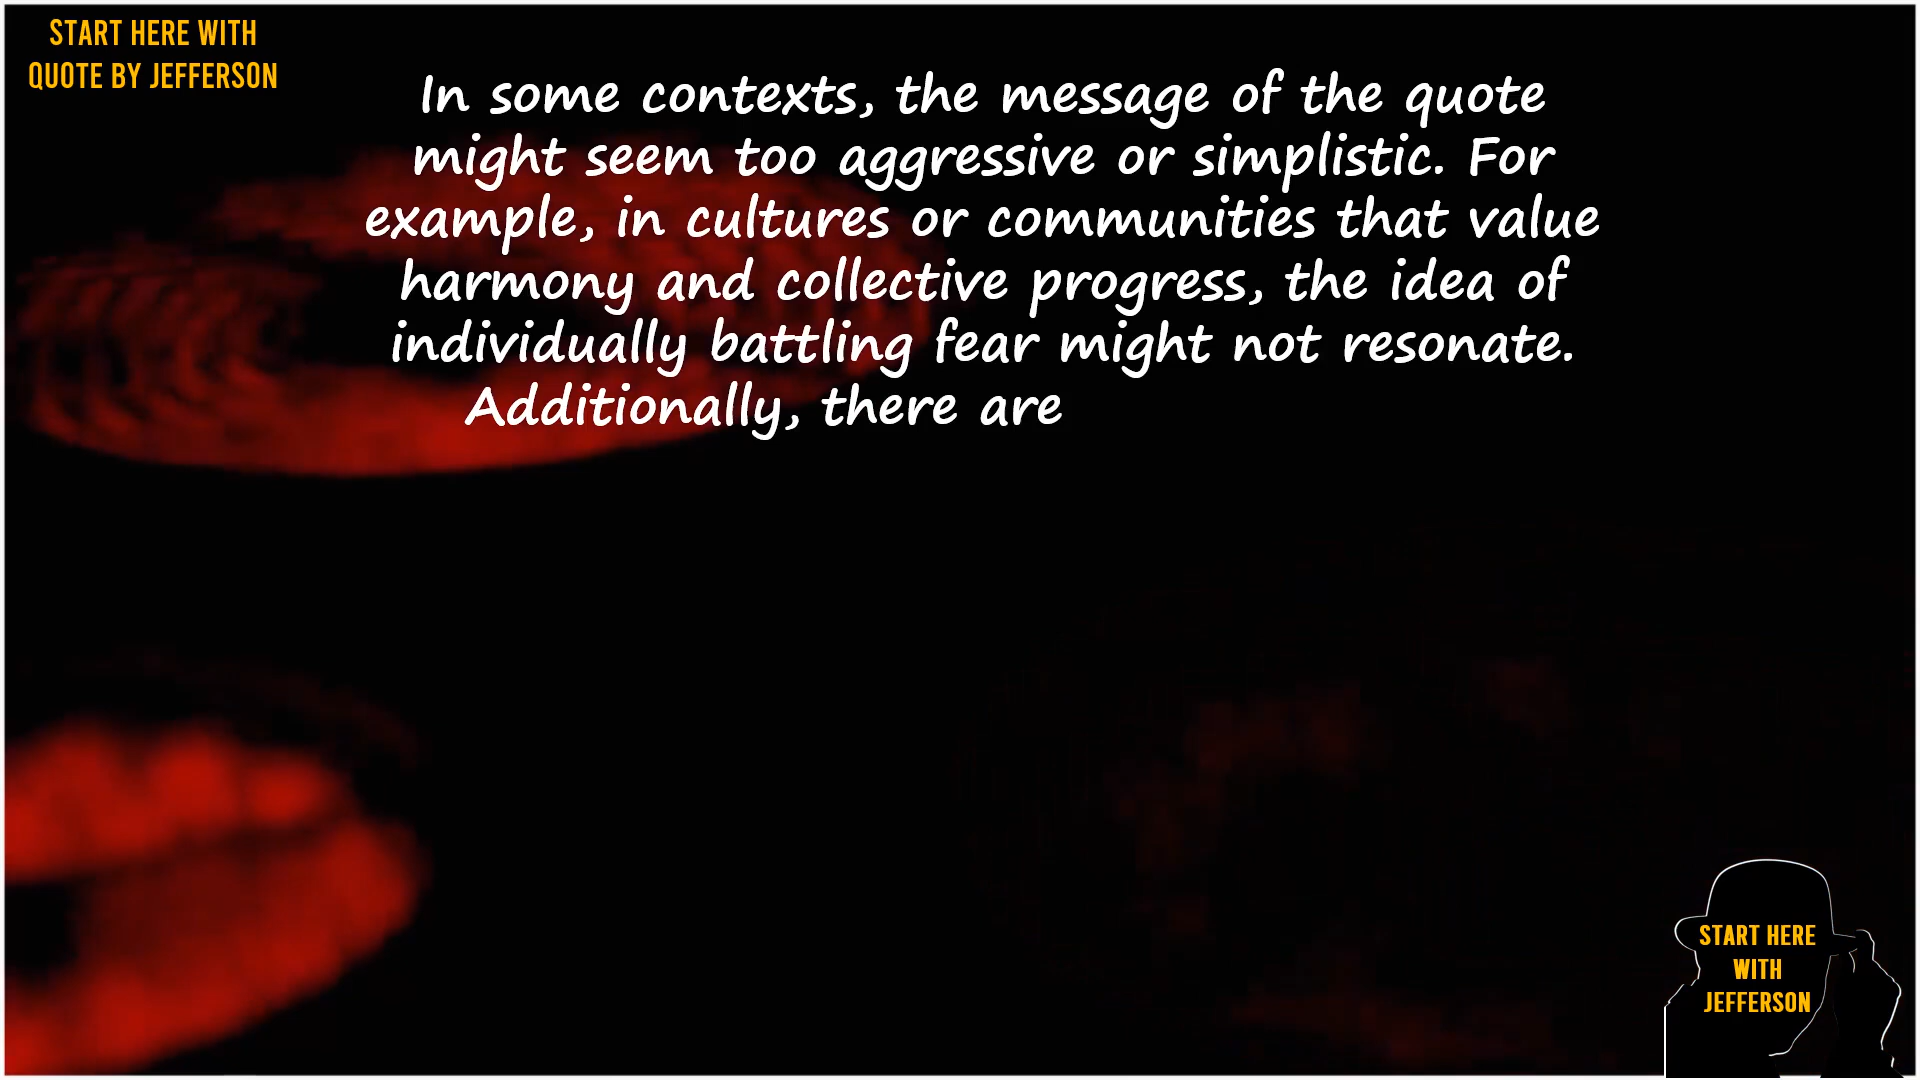 START HERE WITH
QUOTE BY JEFFERSON
In some contexts, the message of the quote
might seem too aggressive or simplistic. For
example, in cultures or communities that value
harmony and collective progress, the idea of
individually battling fear might not resonate.
Additionally, there are
START HERE
WITH
JEFFERSON